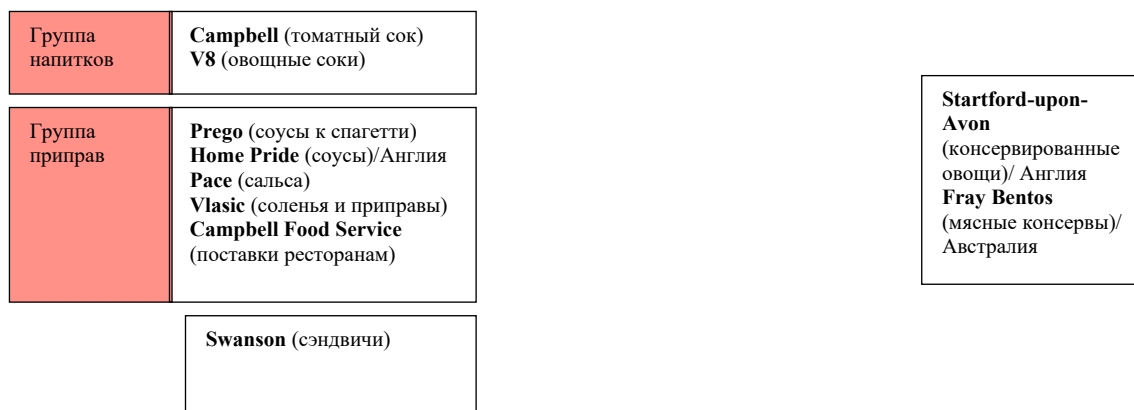 Группа
напитков
Campbell (томатный сок)
V8 (овощные соки)
Группа
приправ
Prego (соусы к спагетти)
Home Pride (соусы)/Англия
Pace (сальса)
Vlasic (соленья и приправы)
Campbell Food Service
(поставки ресторанам)
Swanson (сэндвичи)
Startford-upon-
Avon
(консервированные
овощи)/ Англия
Fray Bentos
(мясные консервы)/
Австралия